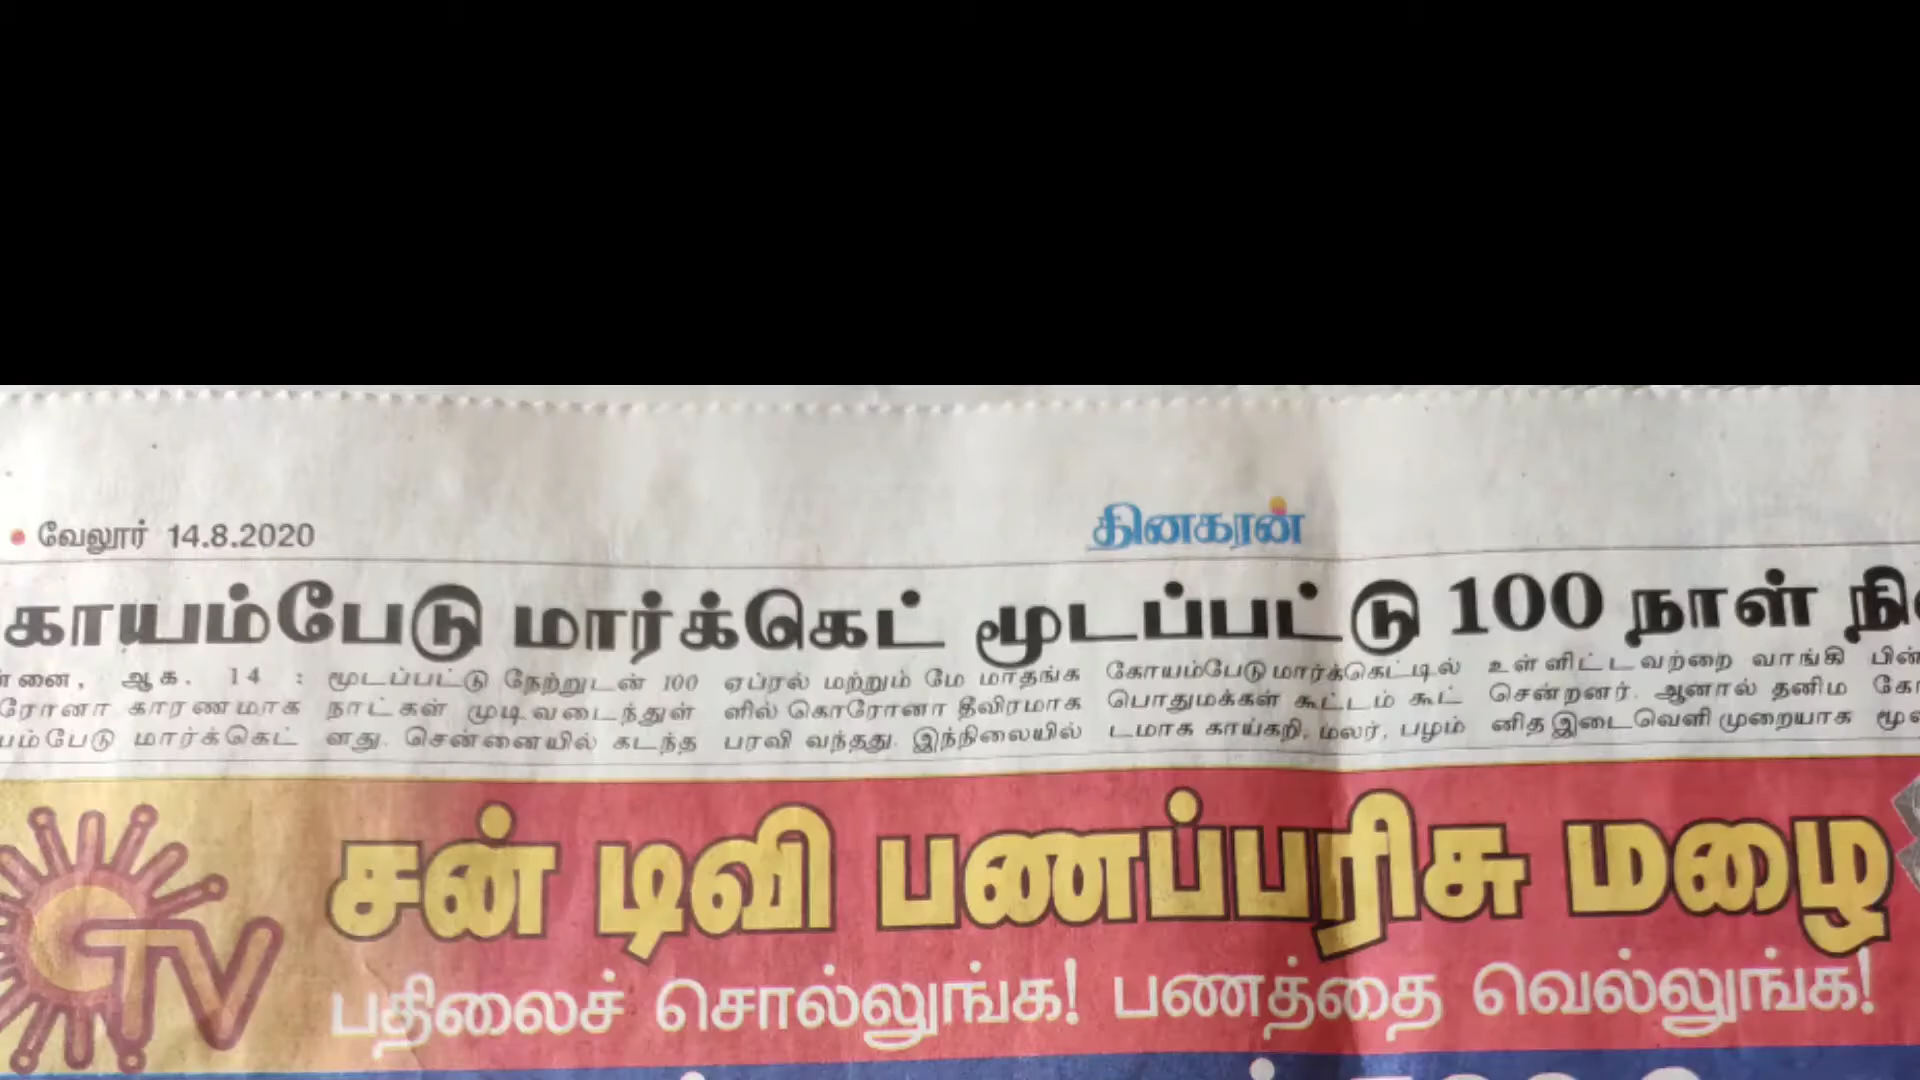 வேலூர் 14.8.2020
தினகரன்
காயம்பேடு மார்க்கெட் மூடப்பட்டு 100 நாள்
ஆக. 14 :
காரணமாக
மார்க்கெட்
மூடப்பட்டு நேற்றுடன் 100
நாட்கள் முடிவடைந்துள்
ளது. சென்னையில் கடந்த
ஏப்ரல் மற்றும் மே மாதங்க
ளில் கொரோனா தீவிரமாக
பரவி வந்தது. இந்நிலையில்
கோயம்பேடு மார்க்கெட்டில்
பொதுமக்கள் கூட்டம் கூட்
டமாக காய்கறி, மலர், பழம்
உள்ளிட்டவற்றை வாங்கி
சென்றனர். ஆனால் தனிம
னித இடைவெளி முறையாக
TV
சன் டிவி பணப்பரிசு மழை
பதிலைச் சொல்லுங்க! பணத்தை வெல்லுங்க!